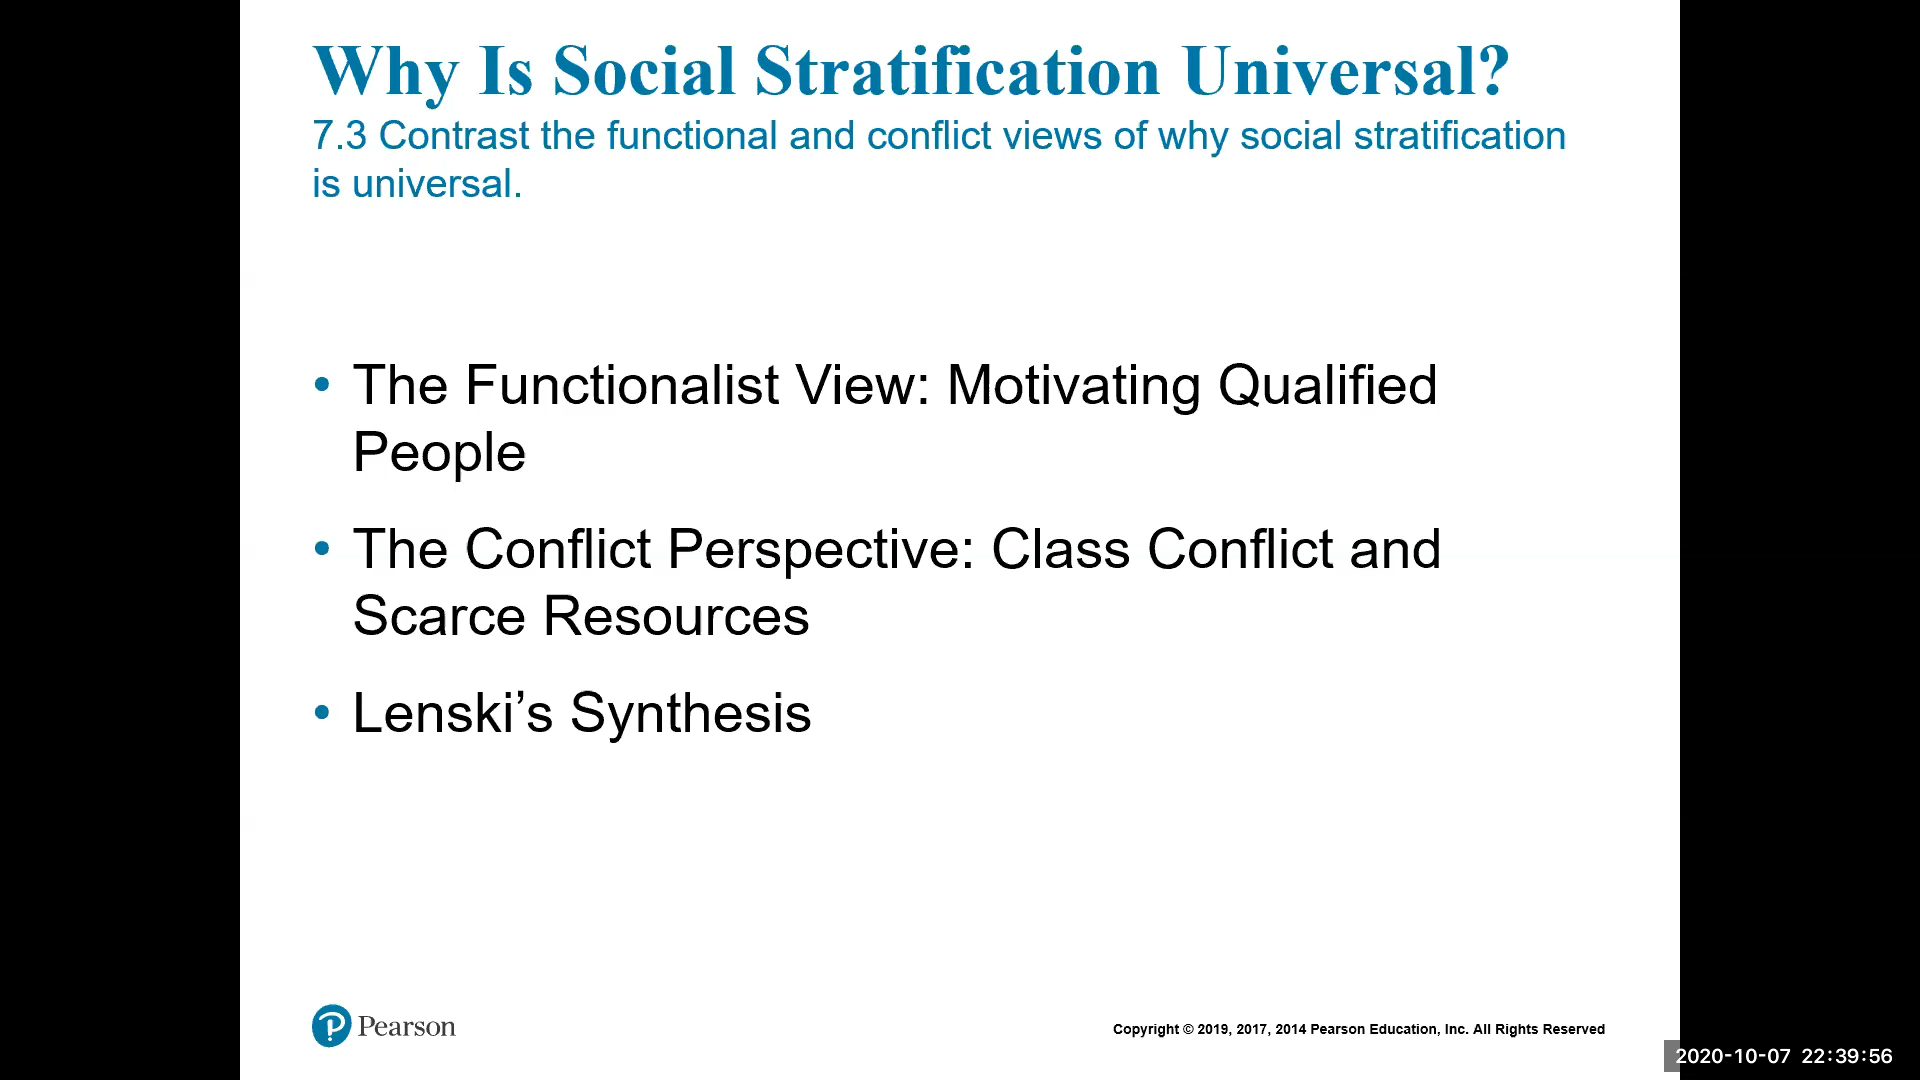 Why Is Social Stratification Universal?
7.3 Contrast the functional and conflict views of why social stratification
is universal.
• The Functionalist View: Motivating Qualified
People
• The Conflict Perspective: Class Conflict and
Scarce Resources
• Lenski’s Synthesis
Pearson
Copyright © 2019, 2017, 2014 Pearson Education, Inc. All Rights Reserved
2020-10-07 22:39:56